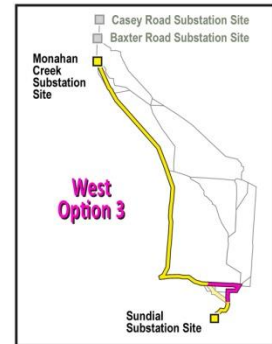 Casey Road Substation Site
Baxter Road Substation Site
Monahan
Creek
Substation
Site
West
Option 3
Sundial
Substation Site